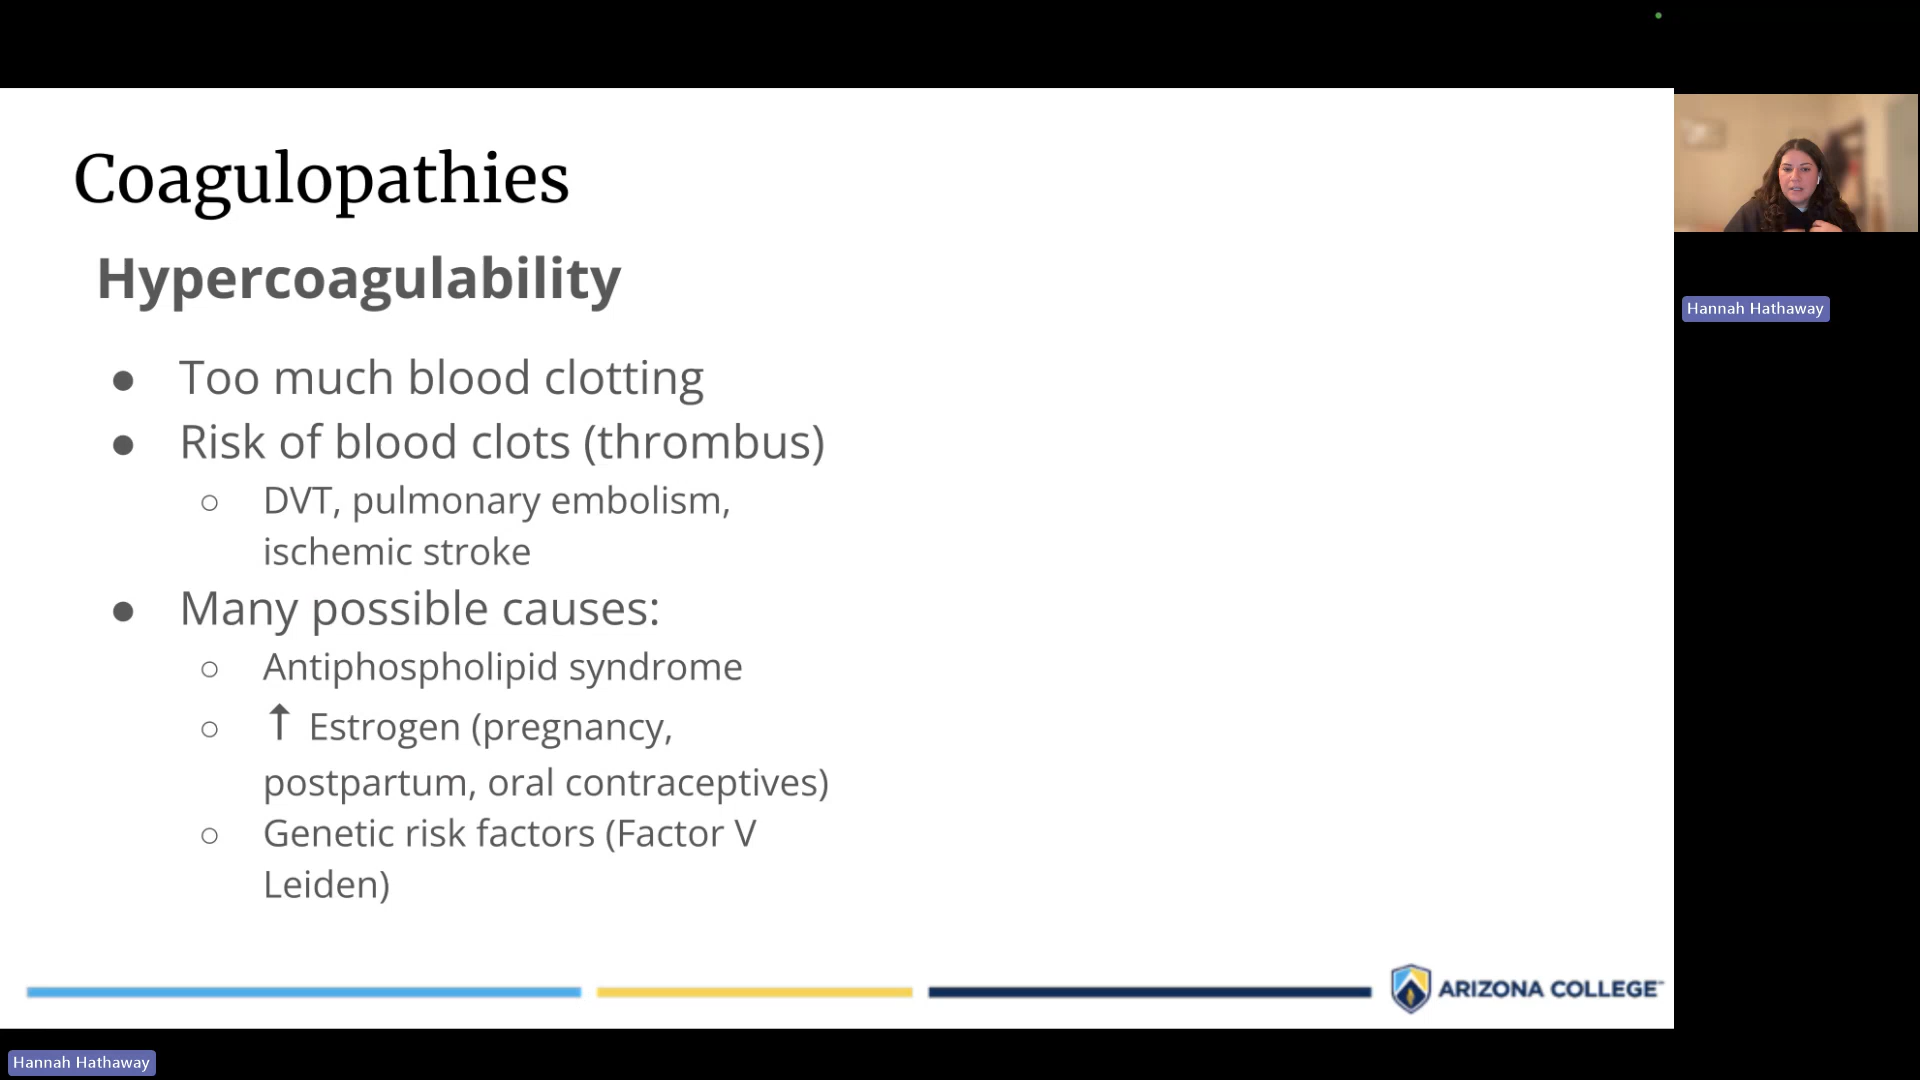 Coagulopathies
Hypercoagulability
● Too much blood clotting
● Risk of blood clots (thrombus)
○ DVT, pulmonary embolism,
ischemic stroke
● Many possible causes:
○ Antiphospholipid syndrome
○ ↑ Estrogen (pregnancy,
postpartum, oral contraceptives)
○ Genetic risk factors (Factor V
Leiden)
ARIZONA COLLEGE
Hannah Hathaway
Hannah Hathaway